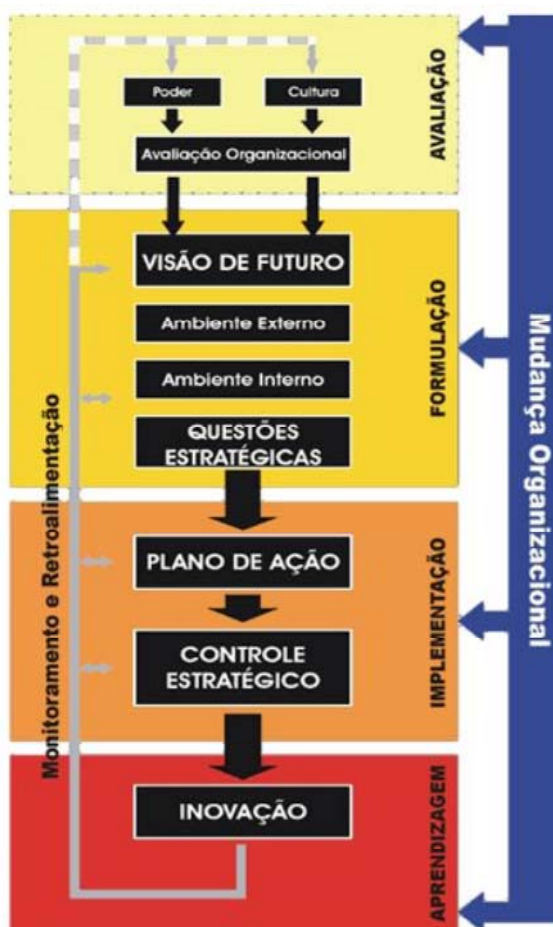 Poder
Cultura
Avaliação Organizacional
AVALIAÇÃO
VISÃO DE FUTURO
Ambiente Externo
Ambiente Interno
QUESTÕES
ESTRATÉGICAS
FORMULAÇÃO
PLANO DE AÇÃO
CONTROLE
ESTRATÉGICO
IMPLEMENTAÇÃO
INOVAÇÃO
APRENDIZAGEM
Monitoramento e Retroalimentação
Mudança Organizacional